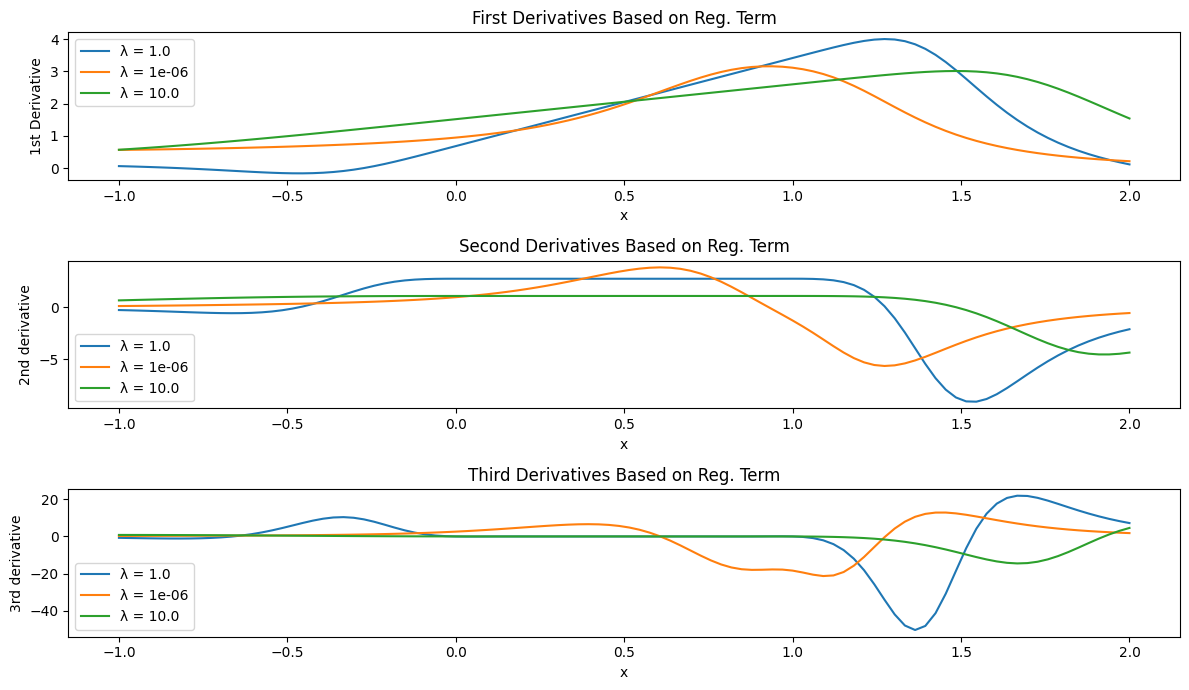 First Derivatives Based on Reg. Term
1st Derivative
4
3
2
1
0
λ = 1.0
λ = 1e-06
λ = 10.0
−1.0 −0.5 0.0 0.5 1.0 1.5 2.0
x
Second Derivatives Based on Reg. Term
2nd derivative
0
−5
λ = 1.0
λ = 1e-06
λ = 10.0
−1.0 −0.5 0.0 0.5 1.0 1.5 2.0
x
Third Derivatives Based on Reg. Term
3rd derivative
20
0
−20
−40
λ = 1.0
λ = 1e-06
λ = 10.0
−1.0 −0.5 0.0 0.5 1.0 1.5 2.0
x